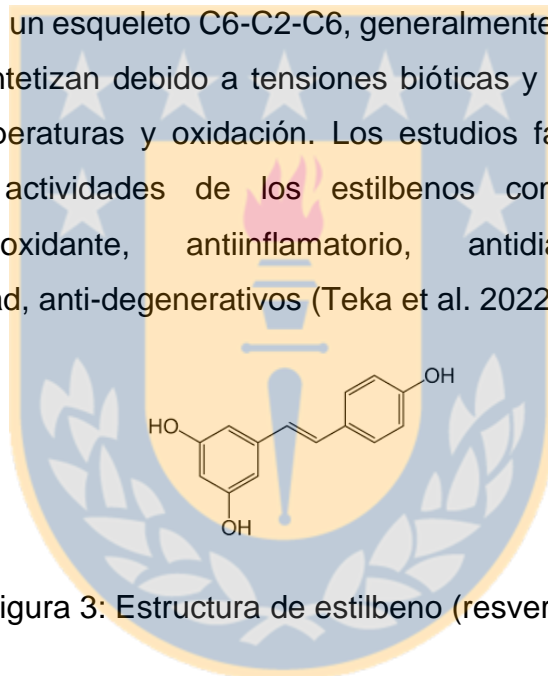 un esqueleto C6-C2-C6, generalmente
ntetizan debido a tensiones bióticas y
peraturas y oxidación. Los estudios fa
actividades de los estilbenos con
oxidante, antiinflamatorio, antidia
ad, anti-degenerativos (Teka et al. 2022
OH
HO
OH
igura 3: Estructura de estilbeno (resver